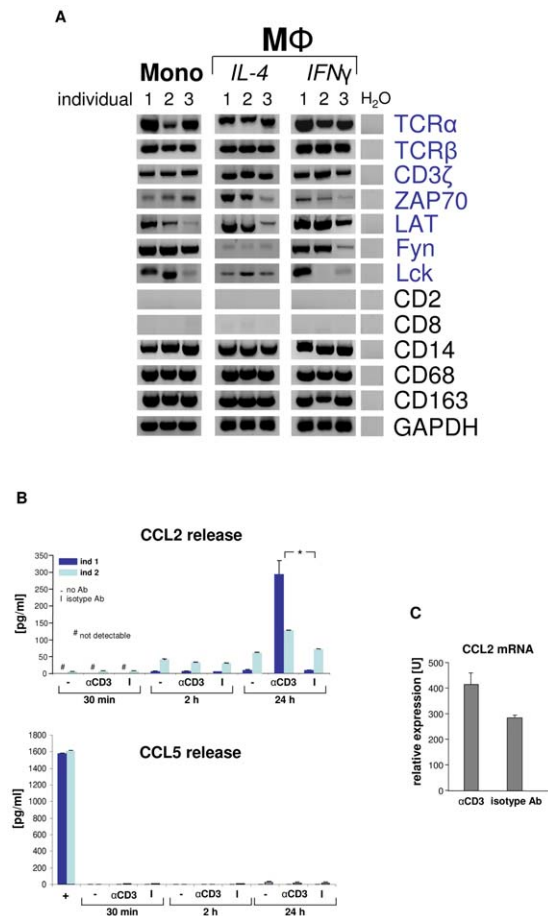 A
MΦ
Mono IL-4 IFNγ
individual 1 2 3 1 2 3 1 2 3 H₂O
TCRα
TCRβ
CD3ζ
ZAP70
LAT
Fyn
Lck
CD2
CD8
CD14
CD68
CD163
GAPDH
B
CCL2 release
[pg/ml]
350
300
250
200
150
100
50
0
ind 1
ind 2
- no Ab
I isotype Ab
# not detectable
# # #
*
- αCD3 I - αCD3 I - αCD3 I
30 min 2 h 24 h
CCL5 release
[pg/ml]
1800
1600
1400
1200
1000
800
600
400
200
0
+ - αCD3 I - αCD3 I - αCD3 I
30 min 2 h 24 h
C
CCL2 mRNA
relative expression [U]
500
400
300
200
100
0
αCD3 isotype Ab